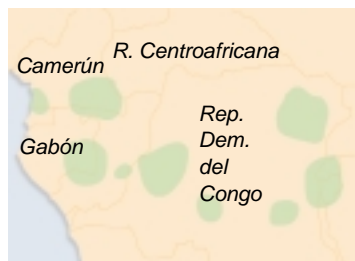 R. Centroafricana
Camerún
Rep.
Dem.
del
Congo
Gabón